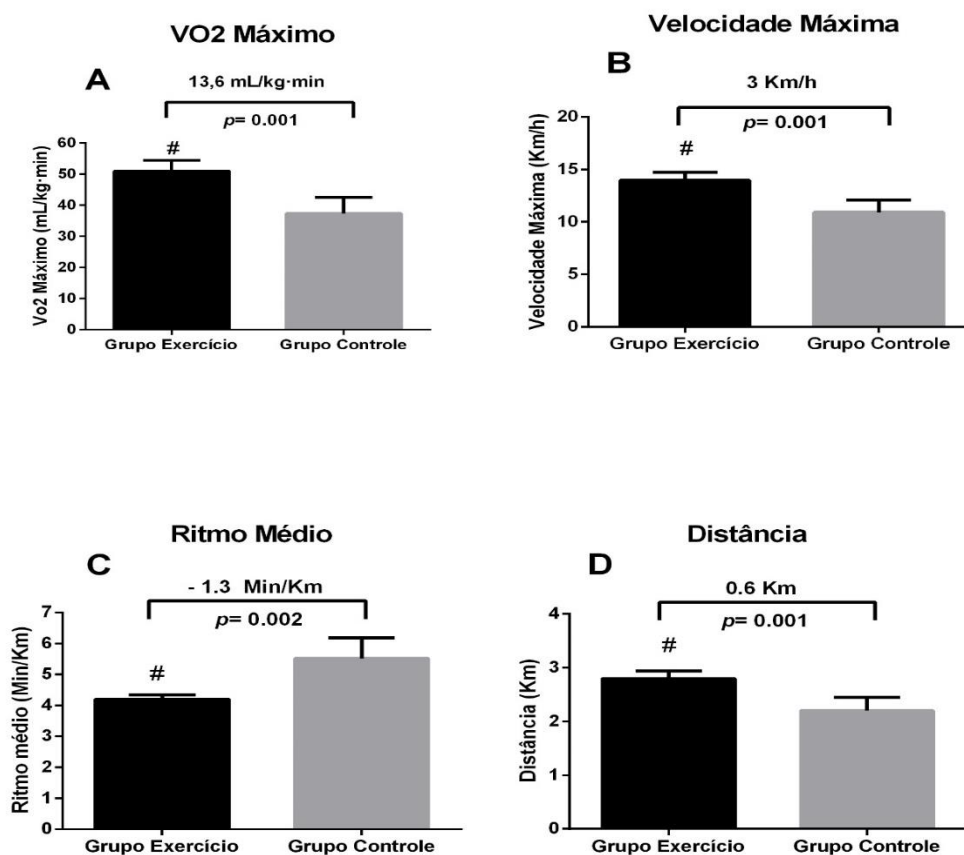 VO2 Máximo
A
13,6 mL/kg·min
p= 0.001
#
Vo2 Máximo (mL/kg·min)
60
50
40
30
20
10
0
Grupo Exercício Grupo Controle
Velocidade Máxima
B
3 Km/h
p= 0.001
#
Velocidade Máxima (Km/h)
20
15
10
5
0
Grupo Exercício Grupo Controle
Ritmo Médio
C
- 1.3 Min/Km
p= 0.002
#
Ritmo médio (Min/Km)
7
6
5
4
3
2
1
0
Grupo Exercício Grupo Controle
Distância
D
0.6 Km
p= 0.001
#
Distância (Km)
4
3
2
1
0
Grupo Exercício Grupo Controle